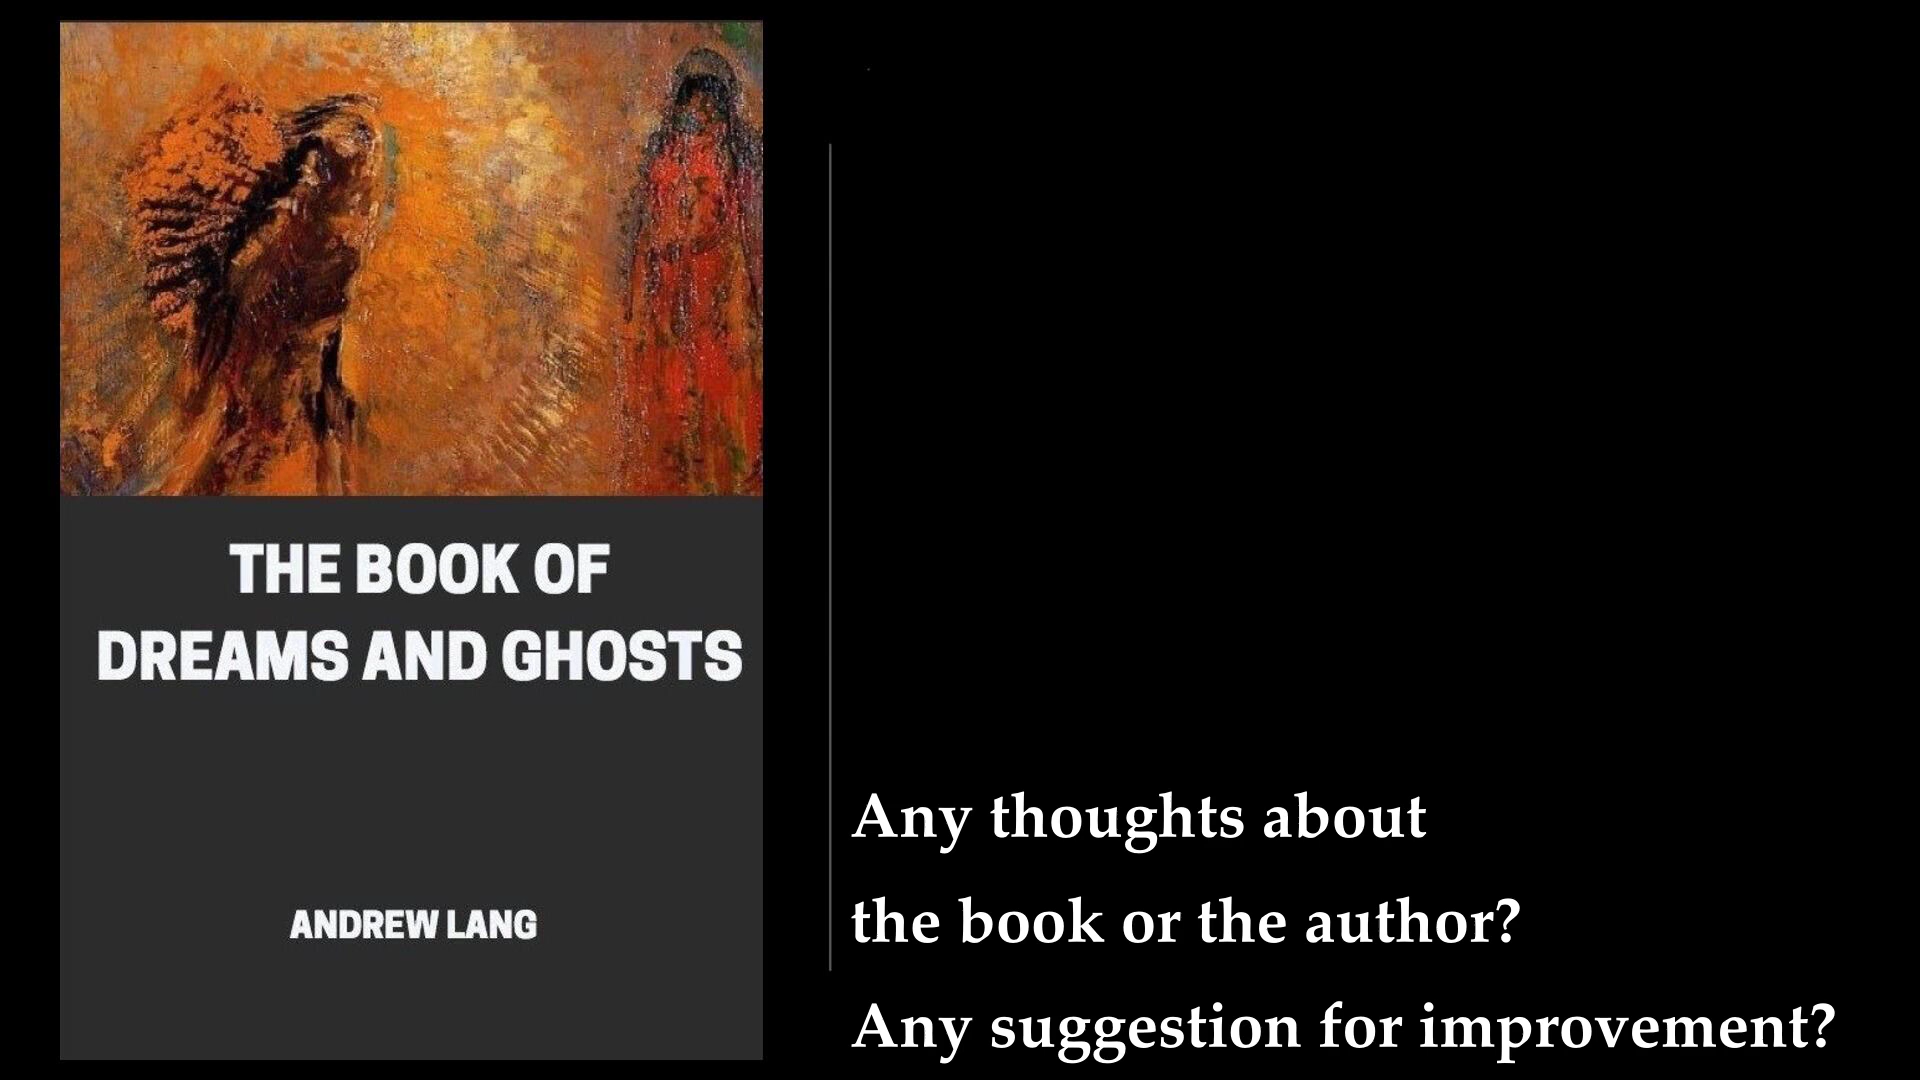 THE BOOK OF
DREAMS AND GHOSTS
ANDREW LANG
Any thoughts about
the book or the author?
Any suggestion for improvement?